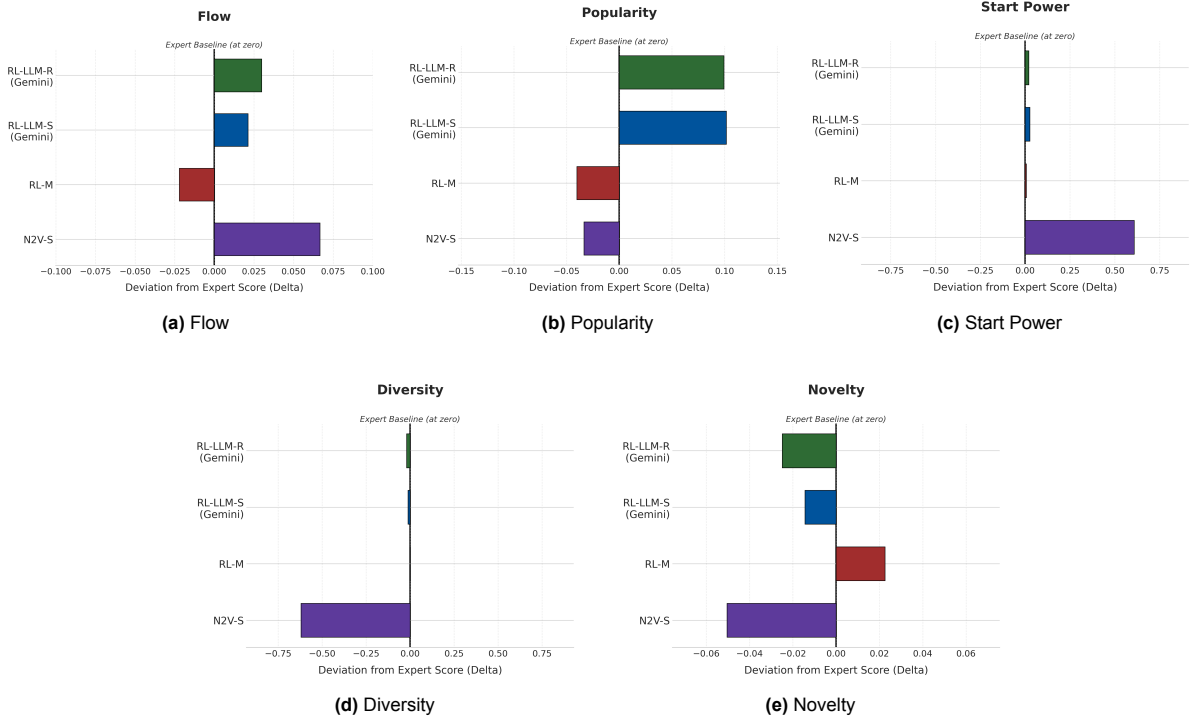 Flow
Expert Baseline (at zero)
RL-LLM-R
(Gemini)
RL-LLM-S
(Gemini)
RL-M
N2V-S
−0.100 −0.075 −0.050 −0.025 0.000 0.025 0.050 0.075 0.100
Deviation from Expert Score (Delta)
(a) Flow
Popularity
Expert Baseline (at zero)
RL-LLM-R
(Gemini)
RL-LLM-S
(Gemini)
RL-M
N2V-S
−0.15 −0.10 −0.05 0.00 0.05 0.10 0.15
Deviation from Expert Score (Delta)
(b) Popularity
Start Power
Expert Baseline (at zero)
RL-LLM-R
(Gemini)
RL-LLM-S
(Gemini)
RL-M
N2V-S
−0.75 −0.50 −0.25 0.00 0.25 0.50 0.75
Deviation from Expert Score (Delta)
(c) Start Power
Diversity
Expert Baseline (at zero)
RL-LLM-R
(Gemini)
RL-LLM-S
(Gemini)
RL-M
N2V-S
−0.75 −0.50 −0.25 0.00 0.25 0.50 0.75
Deviation from Expert Score (Delta)
(d) Diversity
Novelty
Expert Baseline (at zero)
RL-LLM-R
(Gemini)
RL-LLM-S
(Gemini)
RL-M
N2V-S
−0.06 −0.04 −0.02 0.00 0.02 0.04 0.06
Deviation from Expert Score (Delta)
(e) Novelty